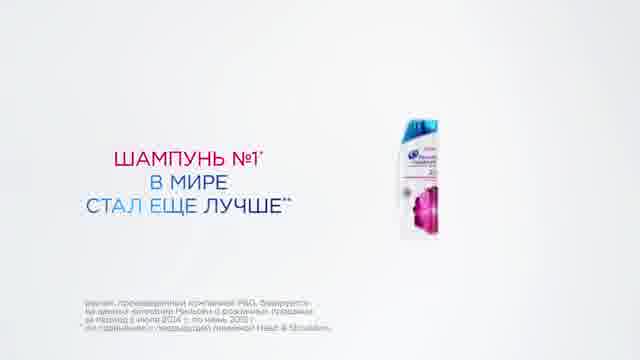 ШАМПУНЬ №1*
В МИРЕ
СТАЛ ЕЩЕ ЛУЧШЕ**
проведенный компанией P&G, базируется
на данных компании Нильсен о розничных продажах
за период с июля 2014 г. по июнь 2015 г.
по сравнению с предыдущей линейкой Head & Shoulders